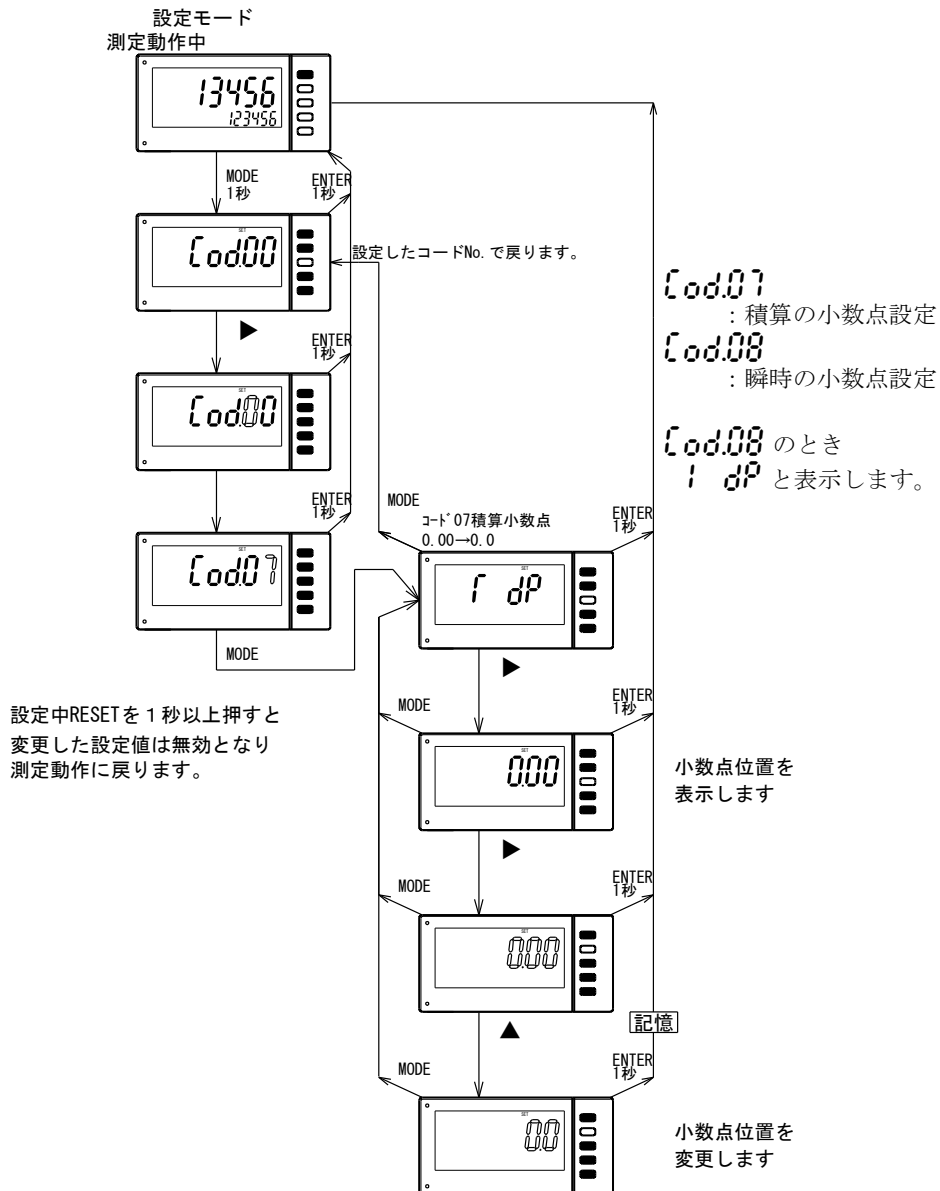 設定モード
測定動作中
13456
123456
MODE
1秒
ENTER
1秒
SET
Cod.00
設定したコードNo.で戻ります。
ENTER
1秒
SET
Cod.00
ENTER
1秒
SET
Cod.07
MODE
Cod.07
:積算の小数点設定
Cod.08
:瞬時の小数点設定
Cod.08 のとき
I dP と表示します。
MODE
コード07積算小数点
0.00→0.0
ENTER
1秒
SET
Γ dP
設定中RESETを1秒以上押すと
変更した設定値は無効となり
測定動作に戻ります。
MODE
ENTER
1秒
SET
0.00
小数点位置を
表示します
MODE
ENTER
1秒
SET
0.00
記憶
MODE
ENTER
1秒
SET
0.0
小数点位置を
変更します